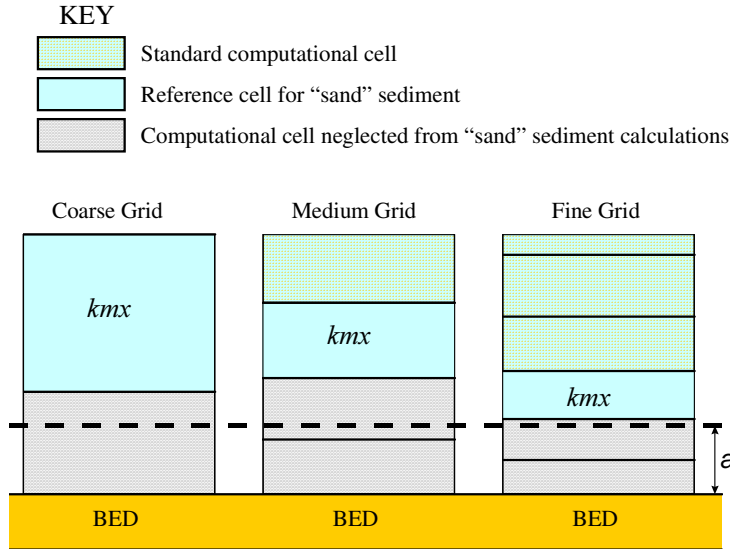 KEY
Standard computational cell
Reference cell for “sand” sediment
Computational cell neglected from “sand” sediment calculations
Coarse Grid Medium Grid Fine Grid
kmx
kmx
kmx
a
BED BED BED